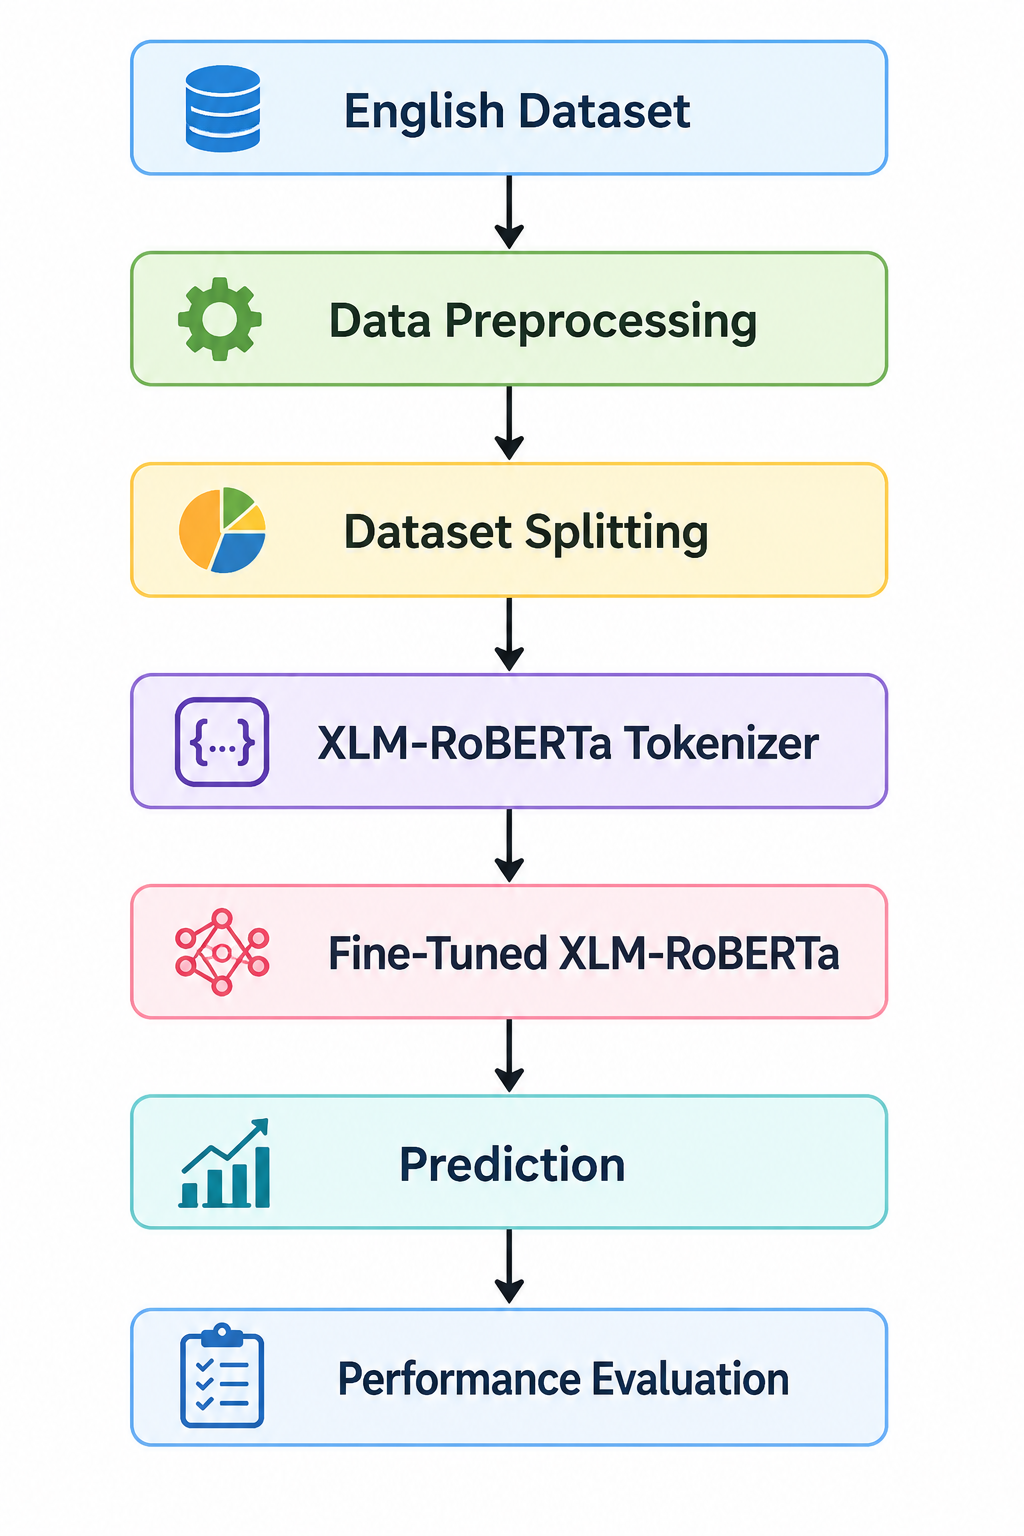 English Dataset
Data Preprocessing
Dataset Splitting
{...}
XLM-RoBERTa Tokenizer
Fine-Tuned XLM-RoBERTa
Prediction
Performance Evaluation